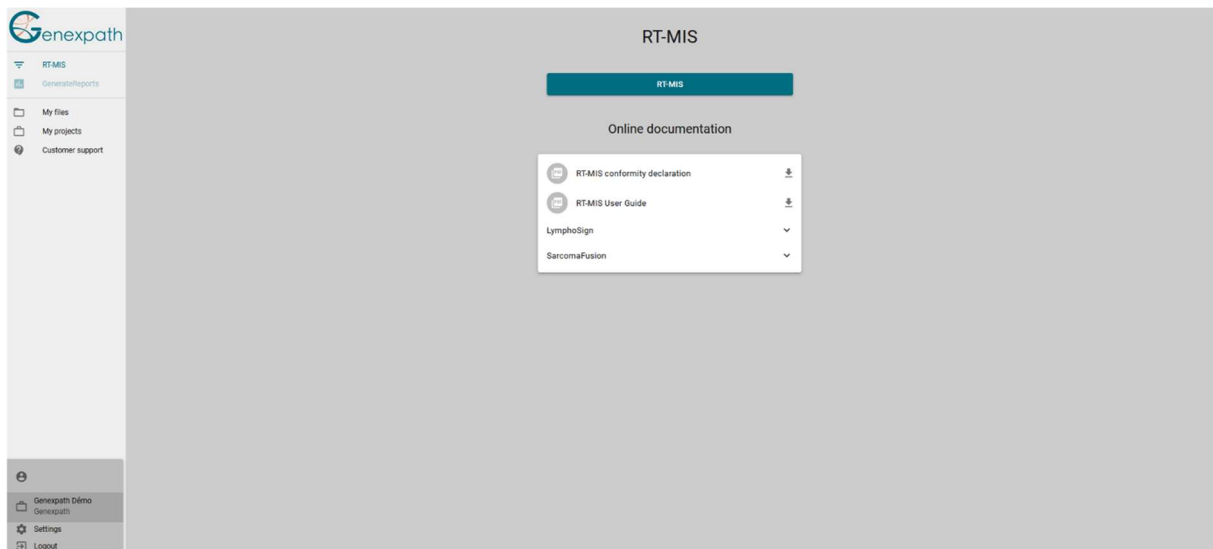 Genexpath
RT-MIS
GenerateReports
My files
My projects
Customer support
Genexpath Démo
Genexpath
Settings
Logout
RT-MIS
RT-MIS
Online documentation
RT-MIS conformity declaration
RT-MIS User Guide
LymphoSign
SarcomaFusion